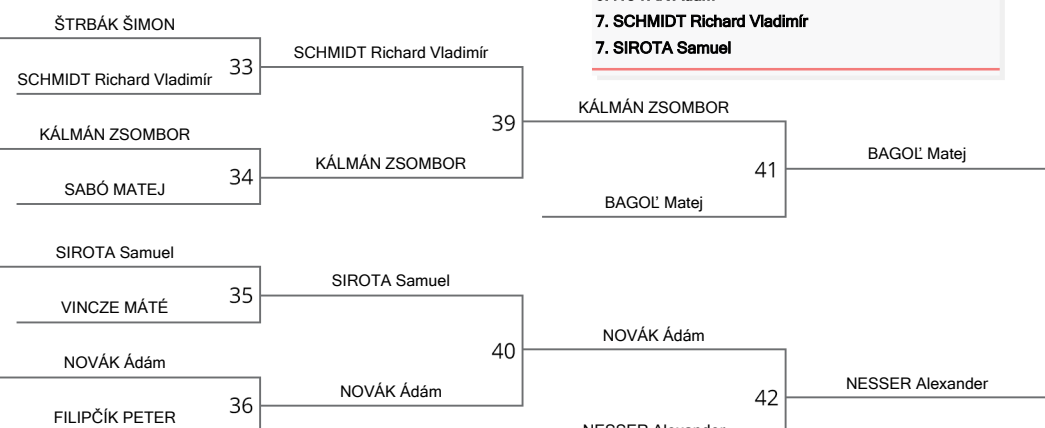 7. SCHMIDT Richard Vladimír
7. SIROTA Samuel
ŠTRBÁK ŠIMON
SCHMIDT Richard Vladimír
33
SCHMIDT Richard Vladimír
KÁLMÁN ZSOMBOR
SABÓ MATEJ
34
KÁLMÁN ZSOMBOR
39
KÁLMÁN ZSOMBOR
BAGOĽ Matej
41
BAGOĽ Matej
SIROTA Samuel
VINCZE MÁTÉ
35
SIROTA Samuel
NOVÁK Ádám
FILIPČÍK PETER
36
NOVÁK Ádám
40
NOVÁK Ádám
NESSER Alexander
42
NESSER Alexander